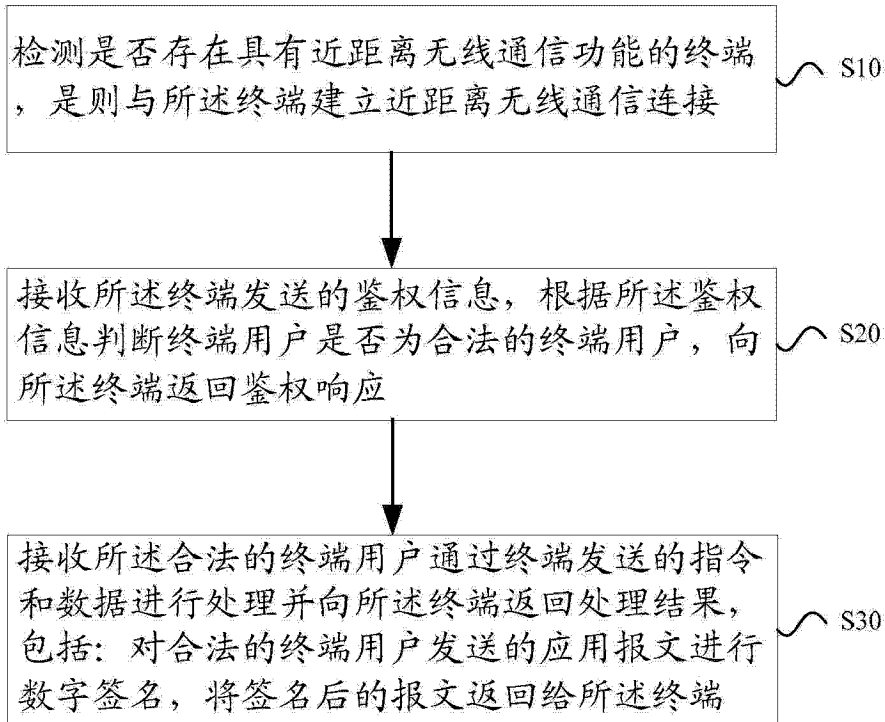 检测是否存在具有近距离无线通信功能的终端
，是则与所述终端建立近距离无线通信连接
S10
接收所述终端发送的鉴权信息，根据所述鉴权
信息判断终端用户是否为合法的终端用户，向
所述终端返回鉴权响应
S20
接收所述合法的终端用户通过终端发送的指令
和数据进行处理并向所述终端返回处理结果，
包括：对合法的终端用户发送的应用报文进行
数字签名，将签名后的报文返回给所述终端
S30